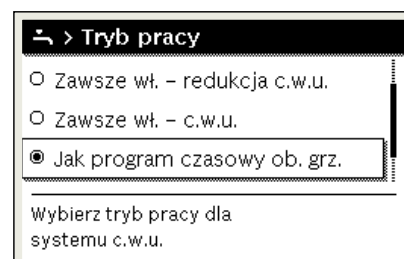 > Tryb pracy
Zawsze wł. – redukcja c.w.u.
Zawsze wł. – c.w.u.
Jak program czasowy ob. grz.
Wybierz tryb pracy dla
systemu c.w.u.